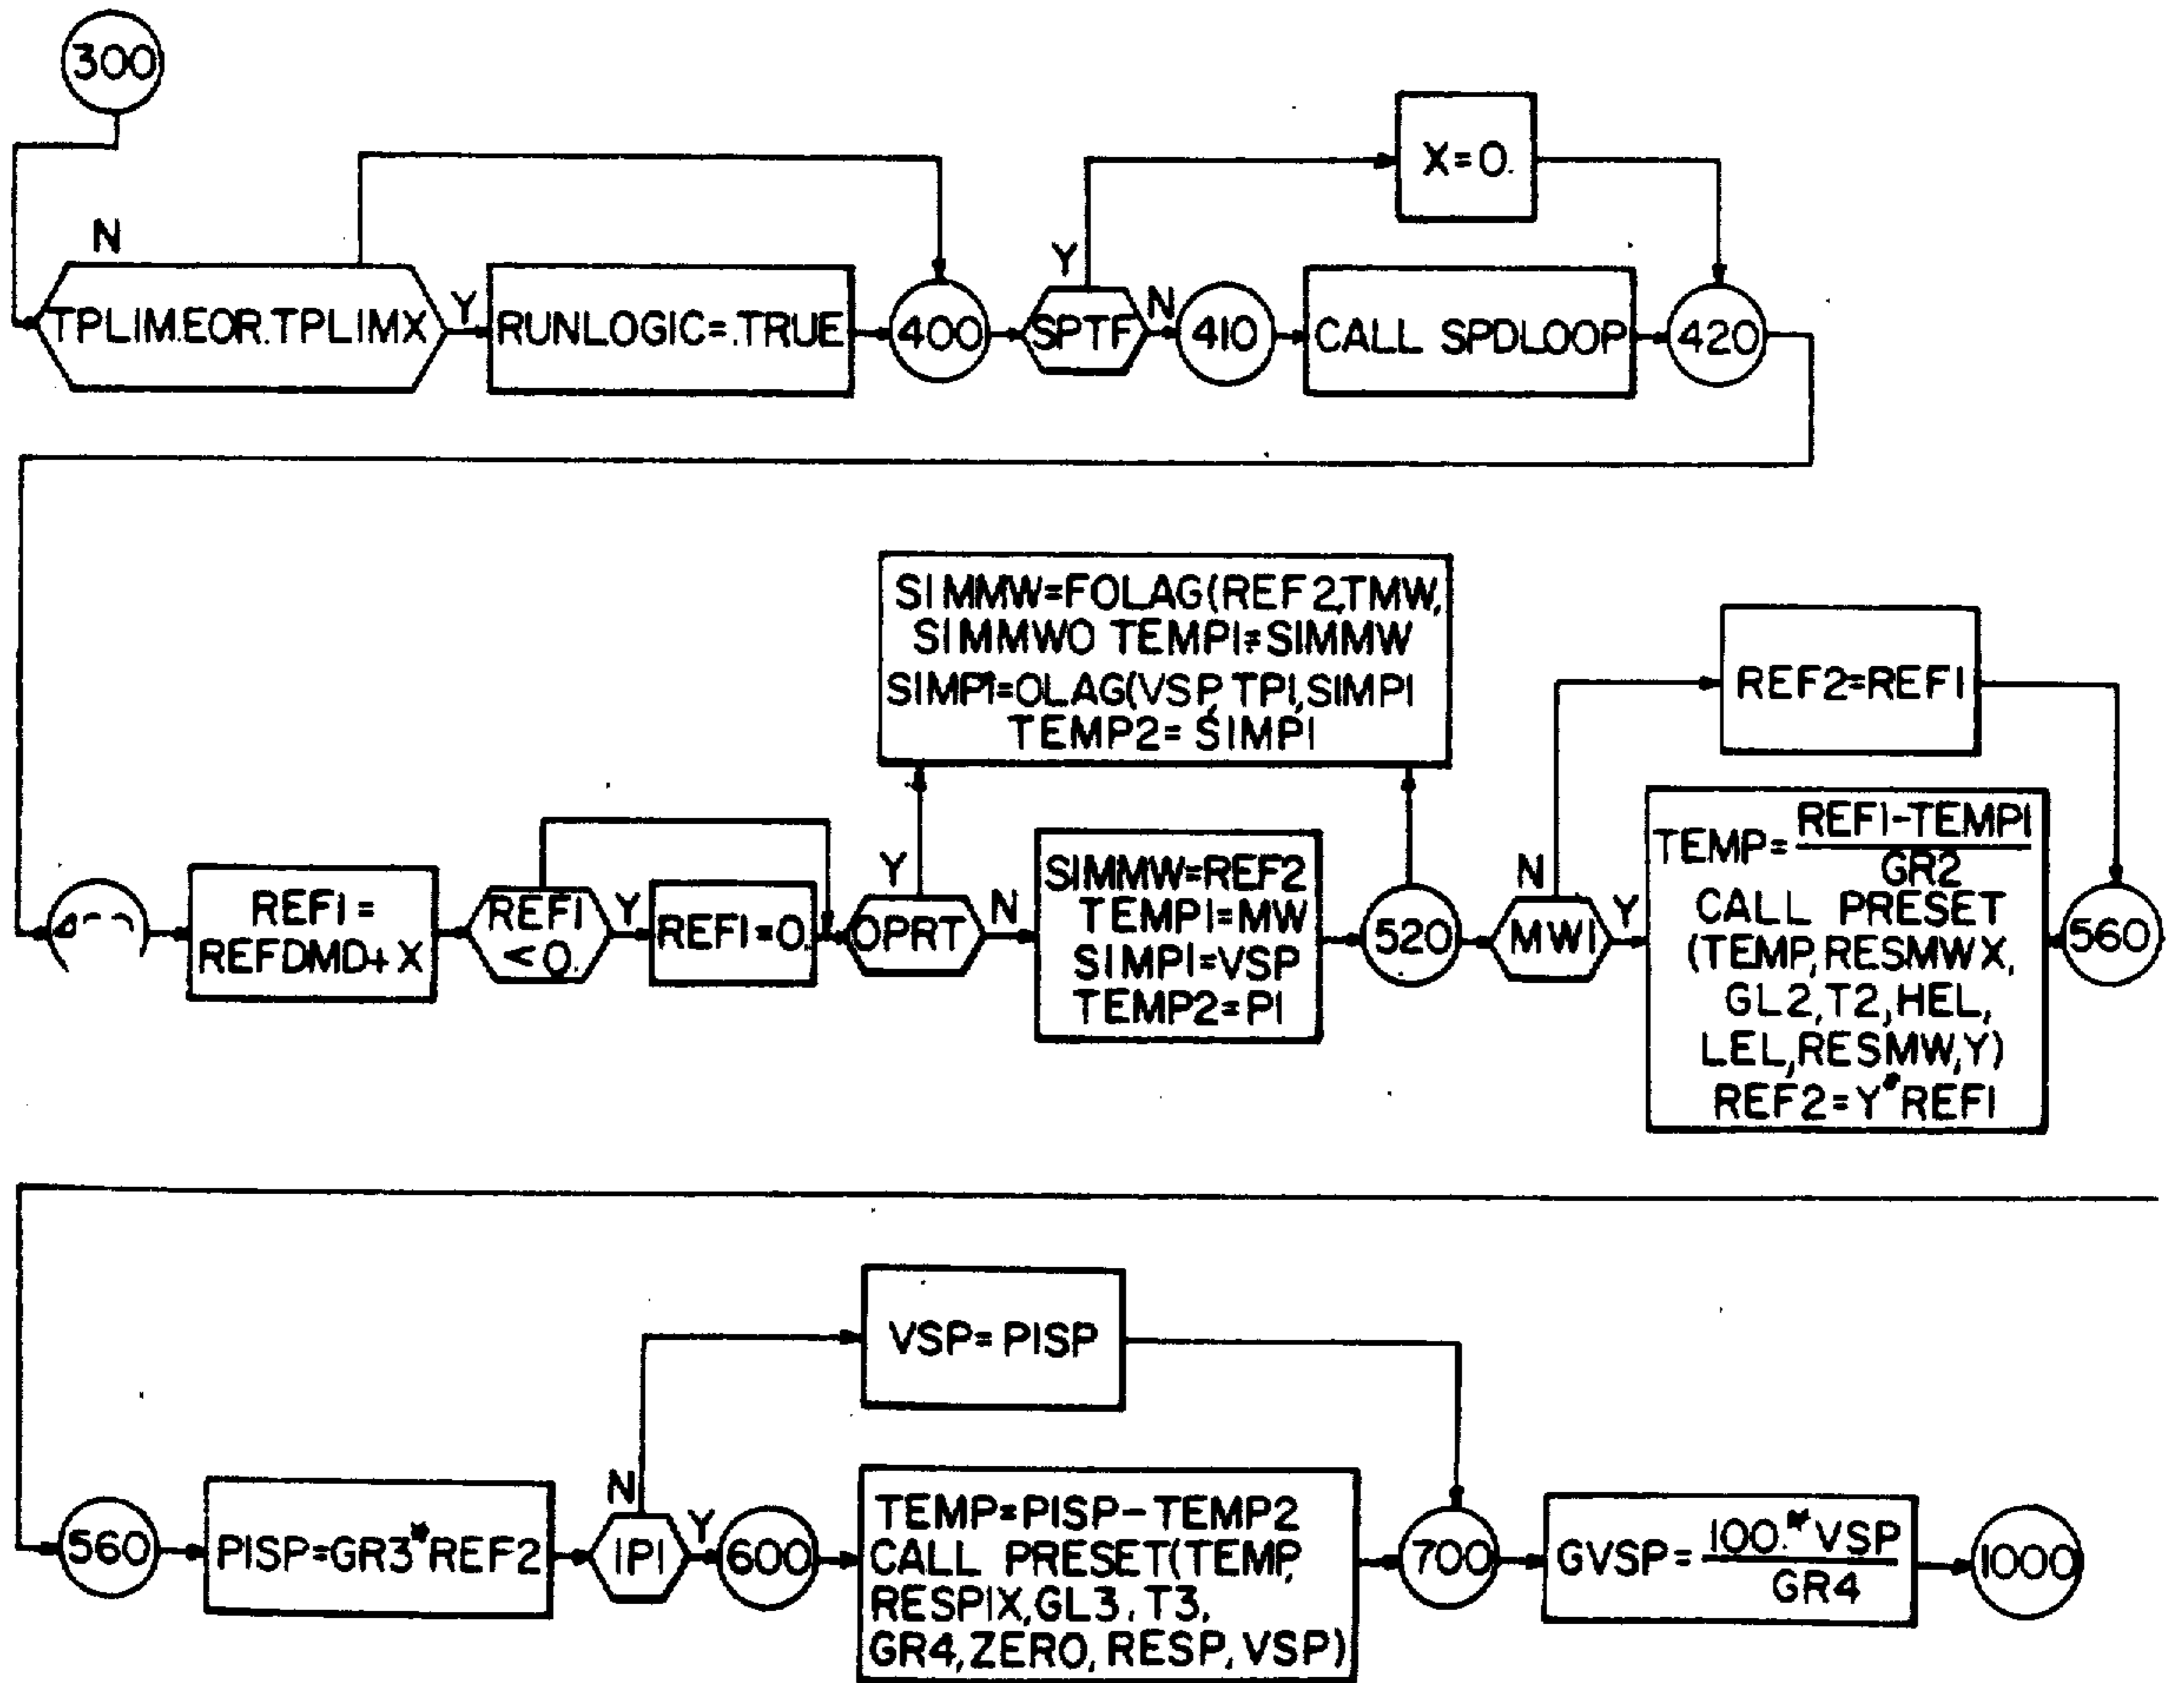 300
N
TPLIM.EOR.TPLIMX
Y
RUNLOGIC=.TRUE
400
SPTF
Y
N
X=0.
410
CALL SPDLOOP
420
REF1=
REFDMD+X
REF1
<0.
Y
REF1=0.
OPRT
Y
N
SIMMW=FOLAG(REF2,TMW,
SIMMWO TEMP1=SIMMW
SIMP1=OLAG(VSP,TP1,SIMP1
TEMP2=SIMP1
SIMMW=REF2
TEMP1=MW
SIMP1=VSP
TEMP2=P1
520
MWI
N
Y
REF2=REF1
TEMP=REF1-TEMP1
GR2
CALL PRESET
(TEMP,RESMWX,
GL2,T2,HEL,
LEL,RESMW,Y)
REF2=Y*REF1
560
560
PISP=GR3*REF2
IPI
N
Y
VSP=PISP
600
TEMP=PISP-TEMP2
CALL PRESET(TEMP,
RESPIX,GL3,T3,
GR4,ZERO,RESP,VSP)
700
GVSP=100.*VSP
GR4
1000